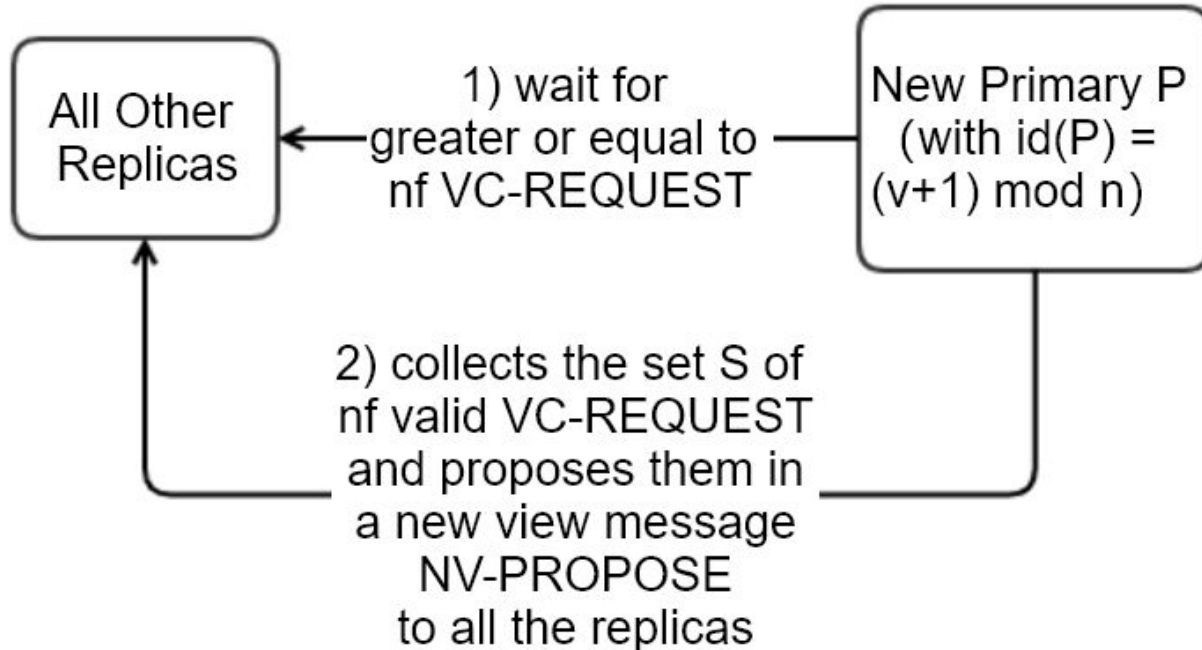 All Other
Replicas
1) wait for
greater or equal to
nf VC-REQUEST
New Primary P
(with id(P) =
(v+1) mod n)
2) collects the set S of
nf valid VC-REQUEST
and proposes them in
a new view message
NV-PROPOSE
to all the replicas